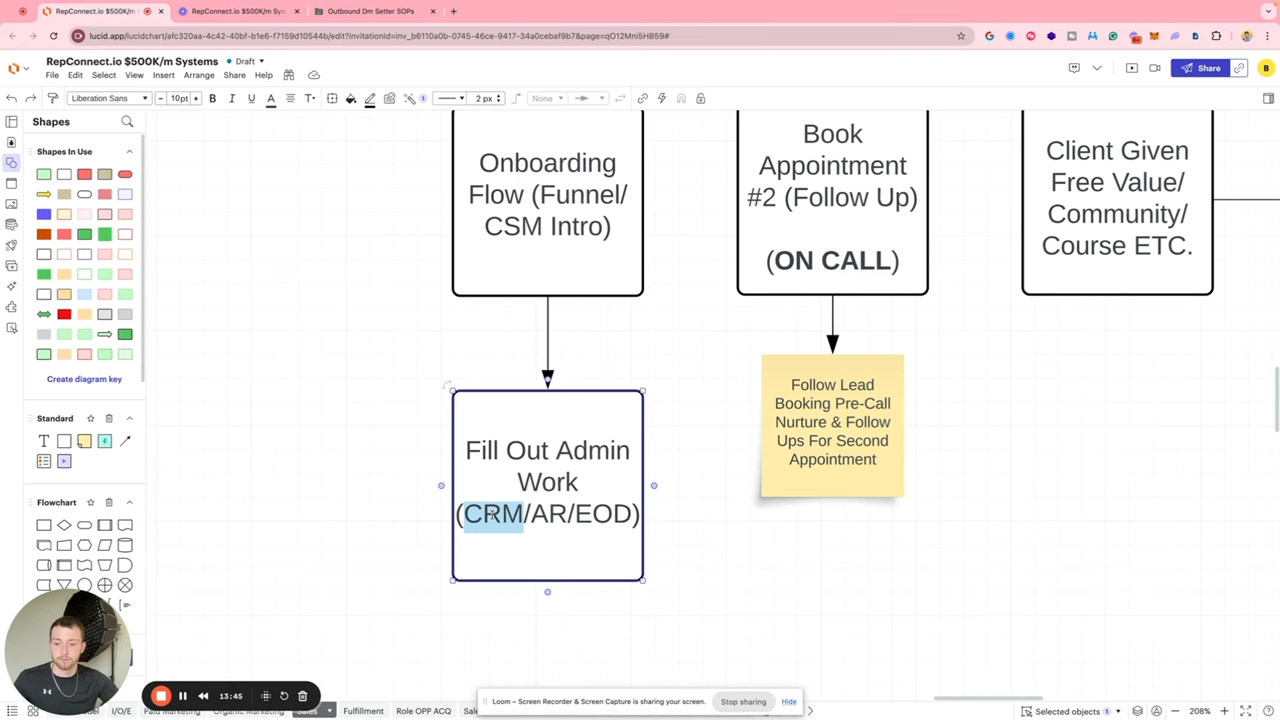 RepConnect.io $500K/m
RepConnect.io $500K/m Sys
Outbound Dm Setter SOPs
lucid.app/lucidchart/afc320aa-4c42-40bf-b1e6-f7159d10544b/edit?invitationId=inv_b6110a0b-0745-46ce-9417-34a0cebaf9b7&page=qO12Mni5HB59#
RepConnect.io $500K/m Systems
Draft
File Edit Select View Insert Arrange Share Help
Share
B
Liberation Sans
10pt
B I U A T
2 px
None
Shapes
Shapes In Use
Create diagram key
Standard
T
Flowchart
Onboarding
Flow (Funnel/
CSM Intro)
Book
Appointment
#2 (Follow Up)
(ON CALL)
Client Given
Free Value/
Community/
Course ETC.
Fill Out Admin
Work
(CRM/AR/EOD)
Follow Lead
Booking Pre-Call
Nurture & Follow
Ups For Second
Appointment
13:45
Loom – Screen Recorder & Screen Capture is sharing your screen.
Stop sharing
Hide
I/O/E
Paid Marketing
Organic Marketing
Sales
Fulfillment
Role OPP ACQ
Selected objects
1
208%